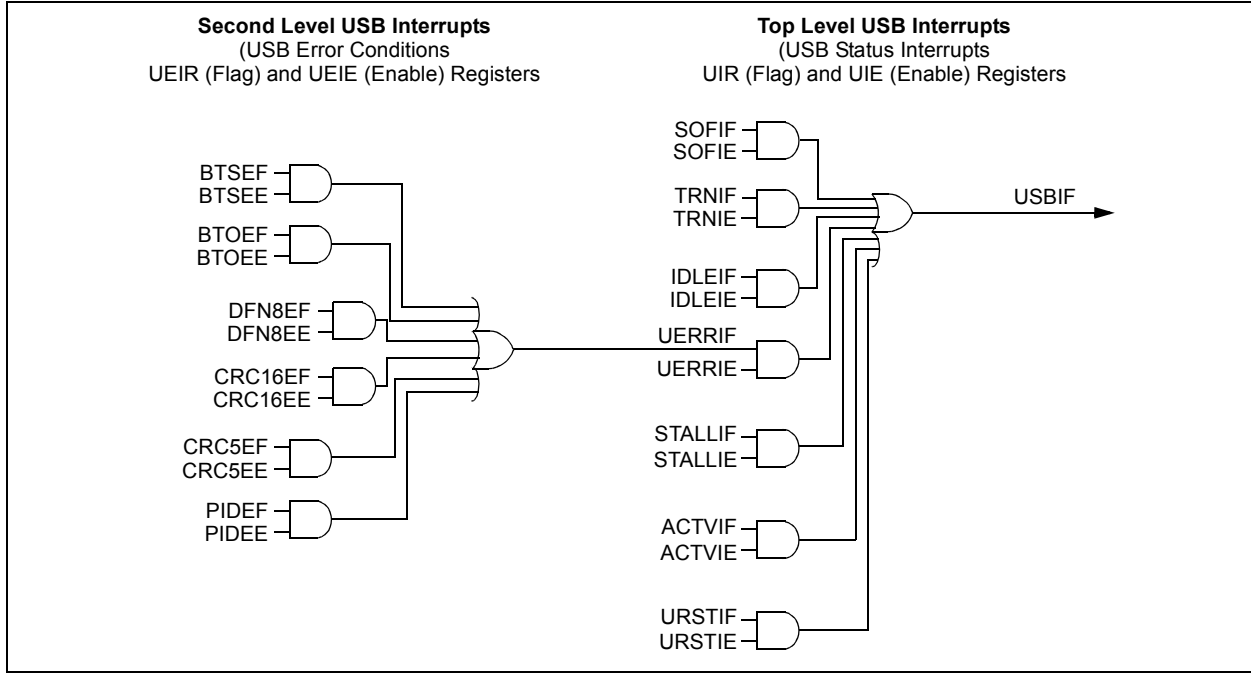 Second Level USB Interrupts
(USB Error Conditions
UEIR (Flag) and UEIE (Enable) Registers
Top Level USB Interrupts
(USB Status Interrupts
UIR (Flag) and UIE (Enable) Registers
BTSEF
BTSEE
BTOEF
BTOEE
DFN8EF
DFN8EE
CRC16EF
CRC16EE
CRC5EF
CRC5EE
PIDEF
PIDEE
SOFIF
SOFIE
TRNIF
TRNIE
IDLEIF
IDLEIE
UERRIF
UERRIE
STALLIF
STALLIE
ACTVIF
ACTVIE
URSTIF
URSTIE
USBIF